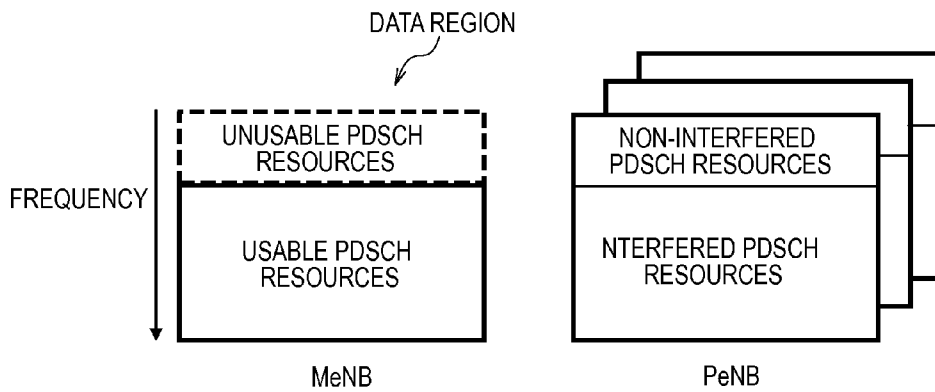 DATA REGION
UNUSABLE PDSCH
RESOURCES
NON-INTERFERED
PDSCH RESOURCES
FREQUENCY
USABLE PDSCH
RESOURCES
NTERFERED PDSCH
RESOURCES
MeNB
PeNB